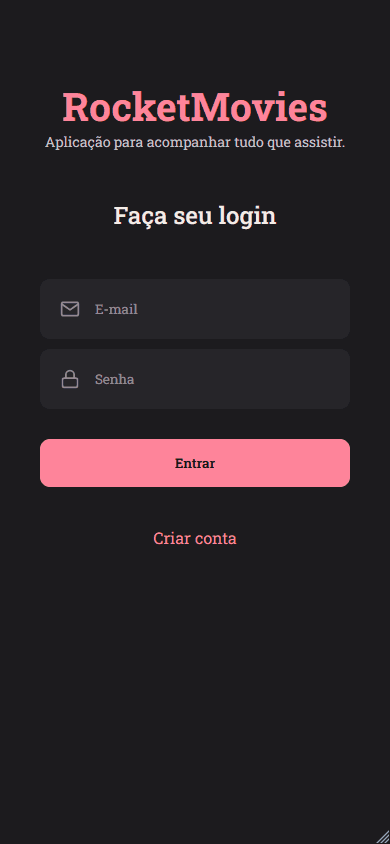 RocketMovies
Aplicação para acompanhar tudo que assistir.
Faça seu login
E-mail
Senha
Entrar
Criar conta